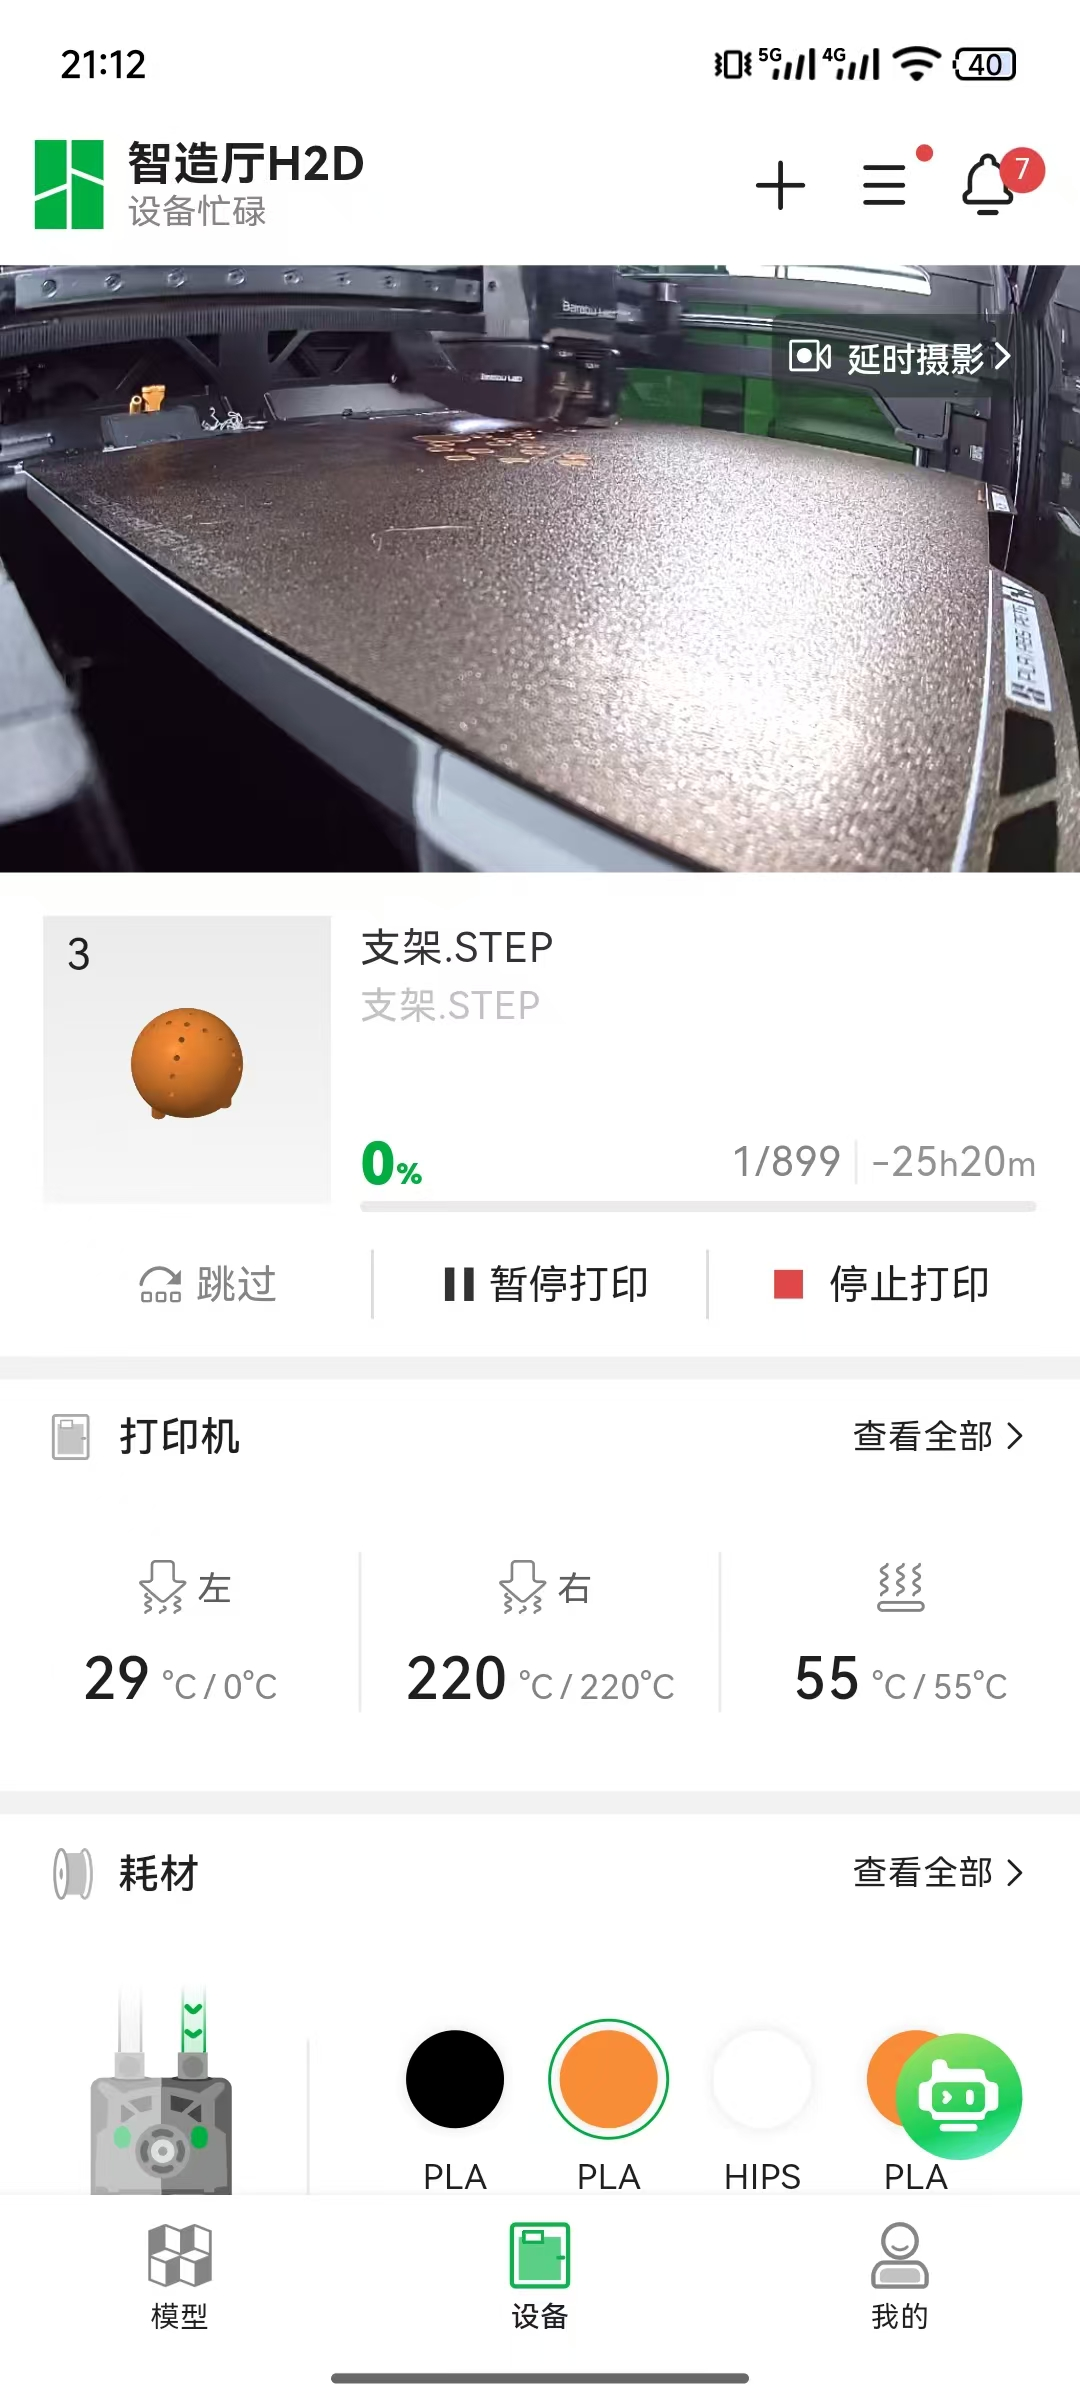 21:12
5G 4G 40
智造厅H2D
设备忙碌
7
Bambu Lab
延时摄影
3
支架.STEP
支架.STEP
0%
1/899
-25h20m
跳过
暂停打印
停止打印
打印机
查看全部
左
右
29 °C / 0°C
220 °C / 220°C
55 °C / 55°C
耗材
查看全部
PLA
PLA
HIPS
PLA
模型
设备
我的